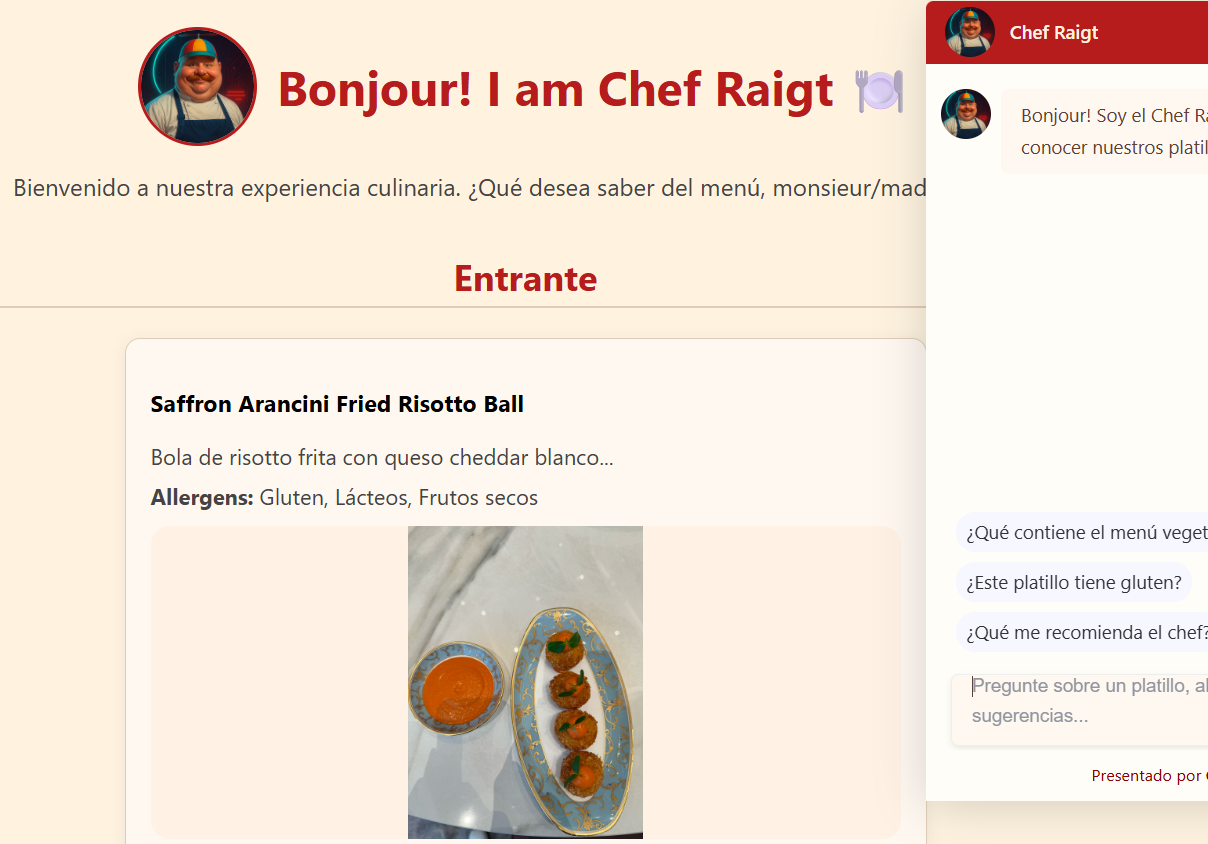 Bonjour! I am Chef Raigt
Bienvenido a nuestra experiencia culinaria. ¿Qué desea saber del menú, monsieur/mad
Entrante
Saffron Arancini Fried Risotto Ball
Bola de risotto frita con queso cheddar blanco...
Allergens: Gluten, Lácteos, Frutos secos
Chef Raigt
Bonjour! Soy el Chef Ra
conocer nuestros platil
¿Qué contiene el menú veget
¿Este platillo tiene gluten?
¿Qué me recomienda el chef?
Pregunte sobre un platillo, al
sugerencias...
Presentado por